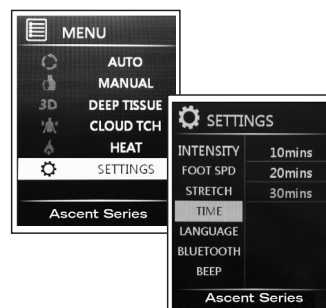 MENU
AUTO
MANUAL
3D DEEP TISSUE
CLOUD TCH
HEAT
SETTINGS
Ascent Series
SETTINGS
INTENSITY 10mins
FOOT SPD 20mins
STRETCH 30mins
TIME
LANGUAGE
BLUETOOTH
BEEP
Ascent Series